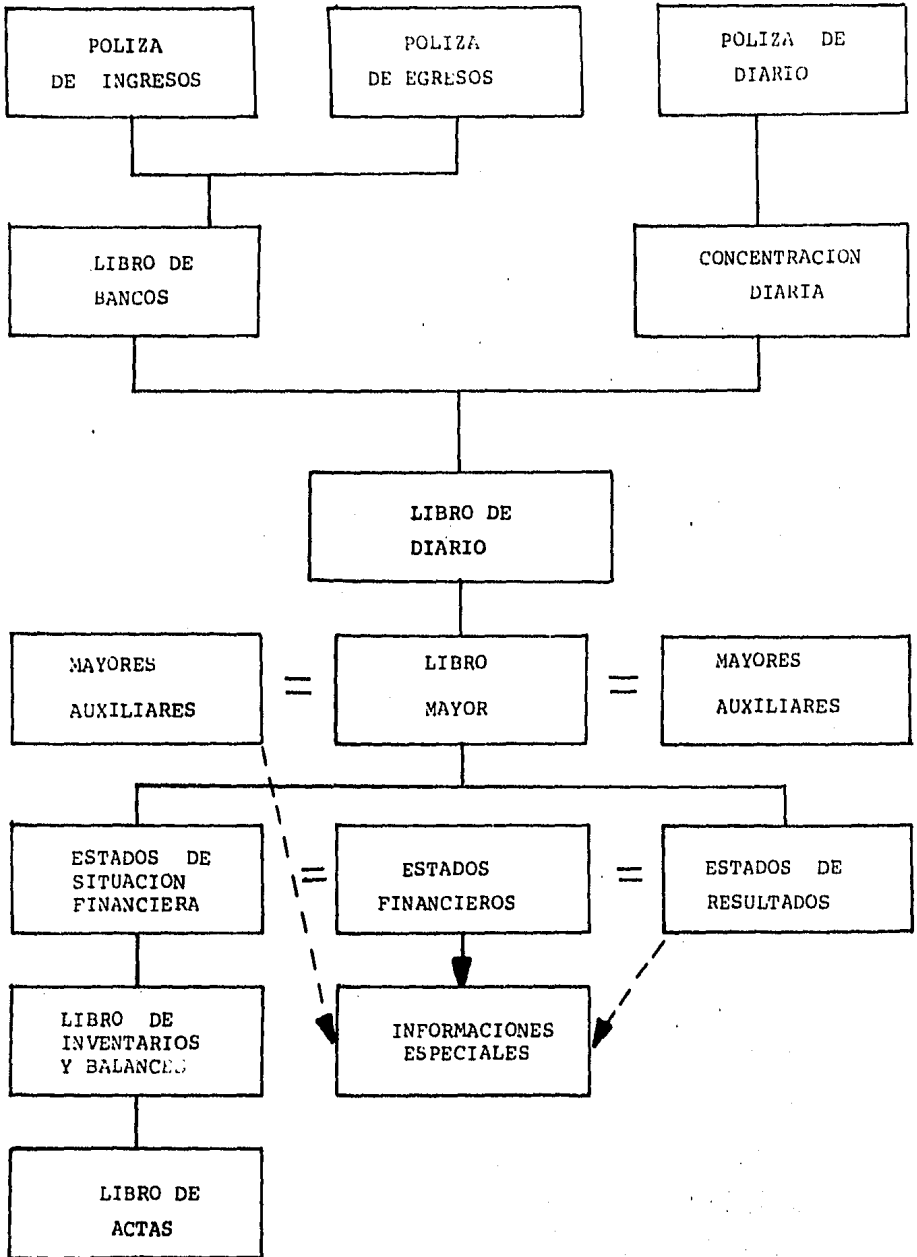 POLIZA
DE INGRESOS
POLIZA
DE EGRESOS
POLIZA DE
DIARIO
LIBRO DE
BANCOS
CONCENTRACION
DIARIA
LIBRO DE
DIARIO
MAYORES
AUXILIARES
=
LIBRO
MAYOR
=
MAYORES
AUXILIARES
ESTADOS DE
SITUACION
FINANCIERA
=
ESTADOS
FINANCIEROS
=
ESTADOS DE
RESULTADOS
LIBRO DE
INVENTARIOS
Y BALANCES
INFORMACIONES
ESPECIALES
LIBRO DE
ACTAS